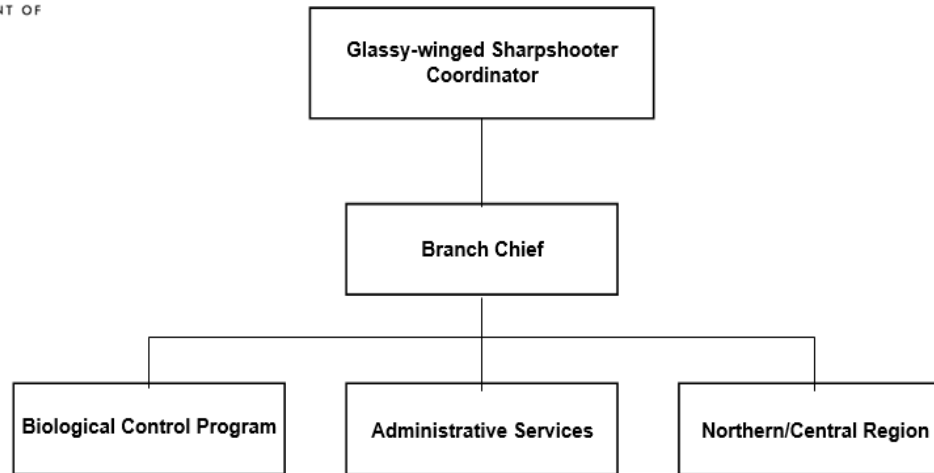 NT OF
Glassy-winged Sharpshooter
Coordinator
Branch Chief
Biological Control Program
Administrative Services
Northern/Central Region